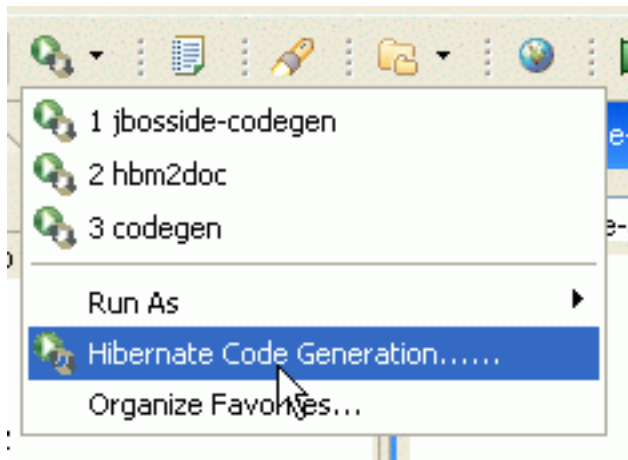 1 jbosside-codegen
2 hbm2doc
3 codegen
Run As
Hibernate Code Generation......
Organize Favorites...